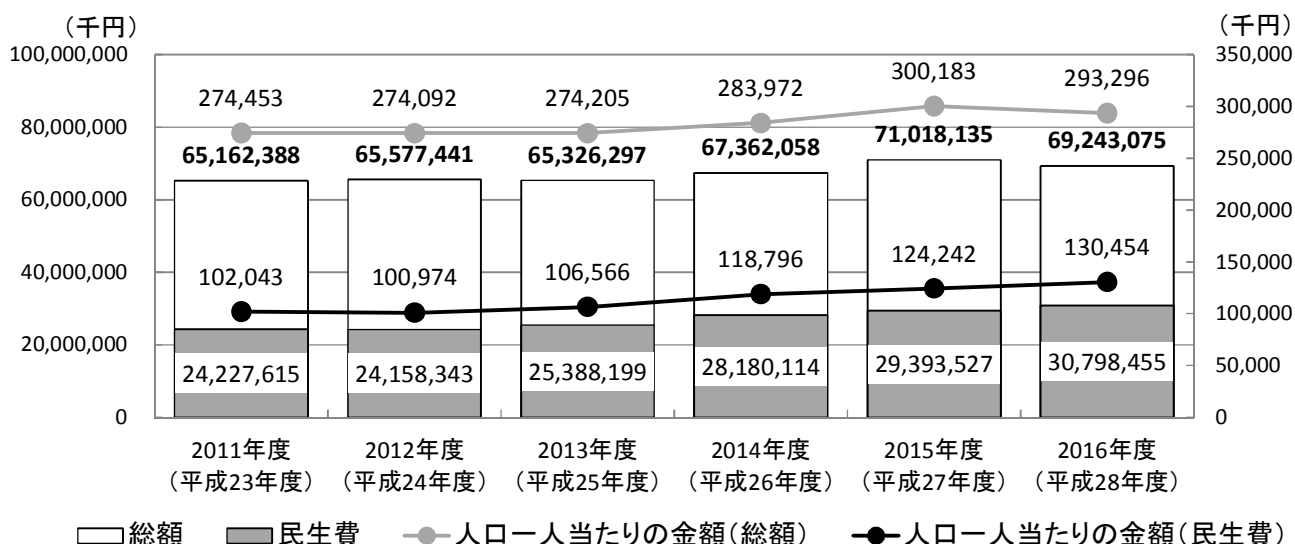 （千円）
（千円）
100,000,000
80,000,000
60,000,000
40,000,000
20,000,000
0
350,000
300,000
250,000
200,000
150,000
100,000
50,000
0
274,453
274,092
274,205
283,972
300,183
293,296
65,162,388
65,577,441
65,326,297
67,362,058
71,018,135
69,243,075
102,043
100,974
106,566
118,796
124,242
130,454
24,227,615
24,158,343
25,388,199
28,180,114
29,393,527
30,798,455
2011年度
（平成23年度）
2012年度
（平成24年度）
2013年度
（平成25年度）
2014年度
（平成26年度）
2015年度
（平成27年度）
2016年度
（平成28年度）
総額 民生費 人口一人当たりの金額（総額） 人口一人当たりの金額（民生費）